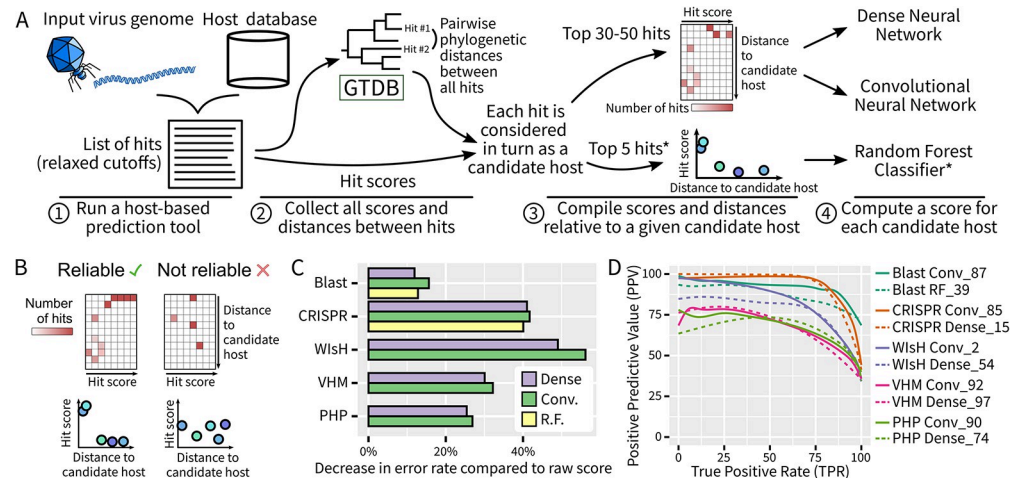 A
Input virus genome
Host database
List of hits
(relaxed cutoffs)
Hit #1
Hit #2
GTDB
Pairwise
phylogenetic
distances
between
all hits
Hit scores
Each hit is
considered
in turn as a
candidate host
Top 30-50 hits
Top 5 hits*
Hit score
Distance
to
candidate
host
Number of hits
Hit score
Distance to candidate host
Dense Neural
Network
Convolutional
Neural Network
Random Forest
Classifier*
1 Run a host-based
prediction tool
2 Collect all scores and
distances between hits
3 Compile scores and distances
relative to a given candidate host
4 Compute a score for
each candidate host
B
Reliable ✓
Not reliable ✗
Number
of hits
Distance
to
candidate
host
Hit score
Hit score
Hit score
Hit score
Distance to
candidate host
Distance to
candidate host
C
Blast
CRISPR
WIsH
VHM
PHP
Dense
Conv.
R.F.
0%
20%
40%
Decrease in error rate compared to raw score
D
Positive Predictive Value (PPV)
100
75
50
25
0
0
25
50
75
100
True Positive Rate (TPR)
Blast Conv_87
Blast RF_39
CRISPR Conv_85
CRISPR Dense_15
WIsH Conv_2
WIsH Dense_54
VHM Conv_92
VHM Dense_97
PHP Conv_90
PHP Dense_74